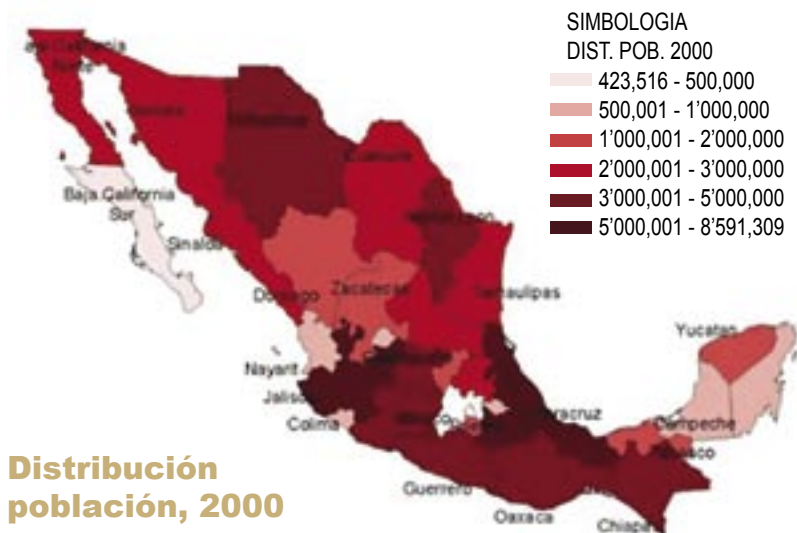 SIMBOLOGIA
DIST. POB. 2000
423,516 - 500,000
500,001 - 1'000,000
1'000,001 - 2'000,000
2'000,001 - 3'000,000
3'000,001 - 5'000,000
5'000,001 - 8'591,309
Baja California
Sur
Sinaloa
Durango
Zacatecas
Tamaulipas
Yucatan
Nayarit
Jalisco
Colima
Veracruz
Campeche
Tabasco
Guerrero
Oaxaca
Chiapas
Distribución
población, 2000